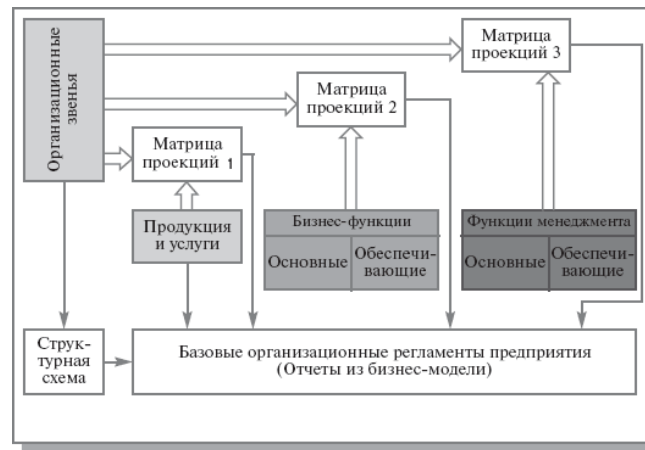 Организационные
звенья
Матрица
проекций 3
Матрица
проекций 2
Матрица
проекций 1
Продукция
и услуги
Бизнес-функции
Основные
Обеспечи-
вающие
Функции менеджмента
Основные
Обеспечи-
вающие
Струк-
турная
схема
Базовые организационные регламенты предприятия
(Отчеты из бизнес-модели)